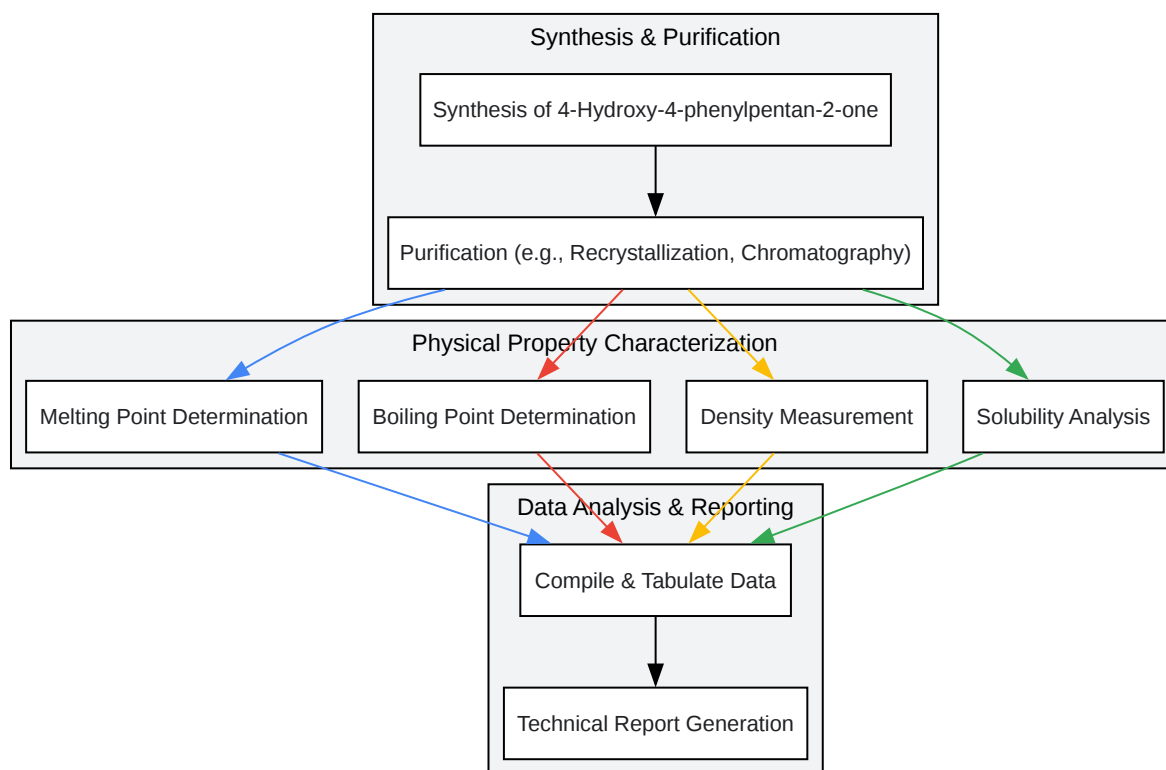 Synthesis & Purification
Synthesis of 4-Hydroxy-4-phenylpentan-2-one
Purification (e.g., Recrystallization, Chromatography)
Physical Property Characterization
Melting Point Determination
Boiling Point Determination
Density Measurement
Solubility Analysis
Data Analysis & Reporting
Compile & Tabulate Data
Technical Report Generation